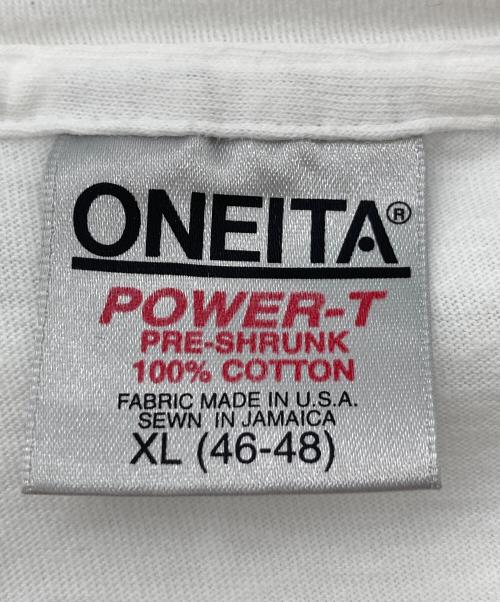 ONEITA®
POWER-T
PRE-SHRUNK
100% COTTON
FABRIC MADE IN U.S.A.
SEWN IN JAMAICA
XL (46-48)